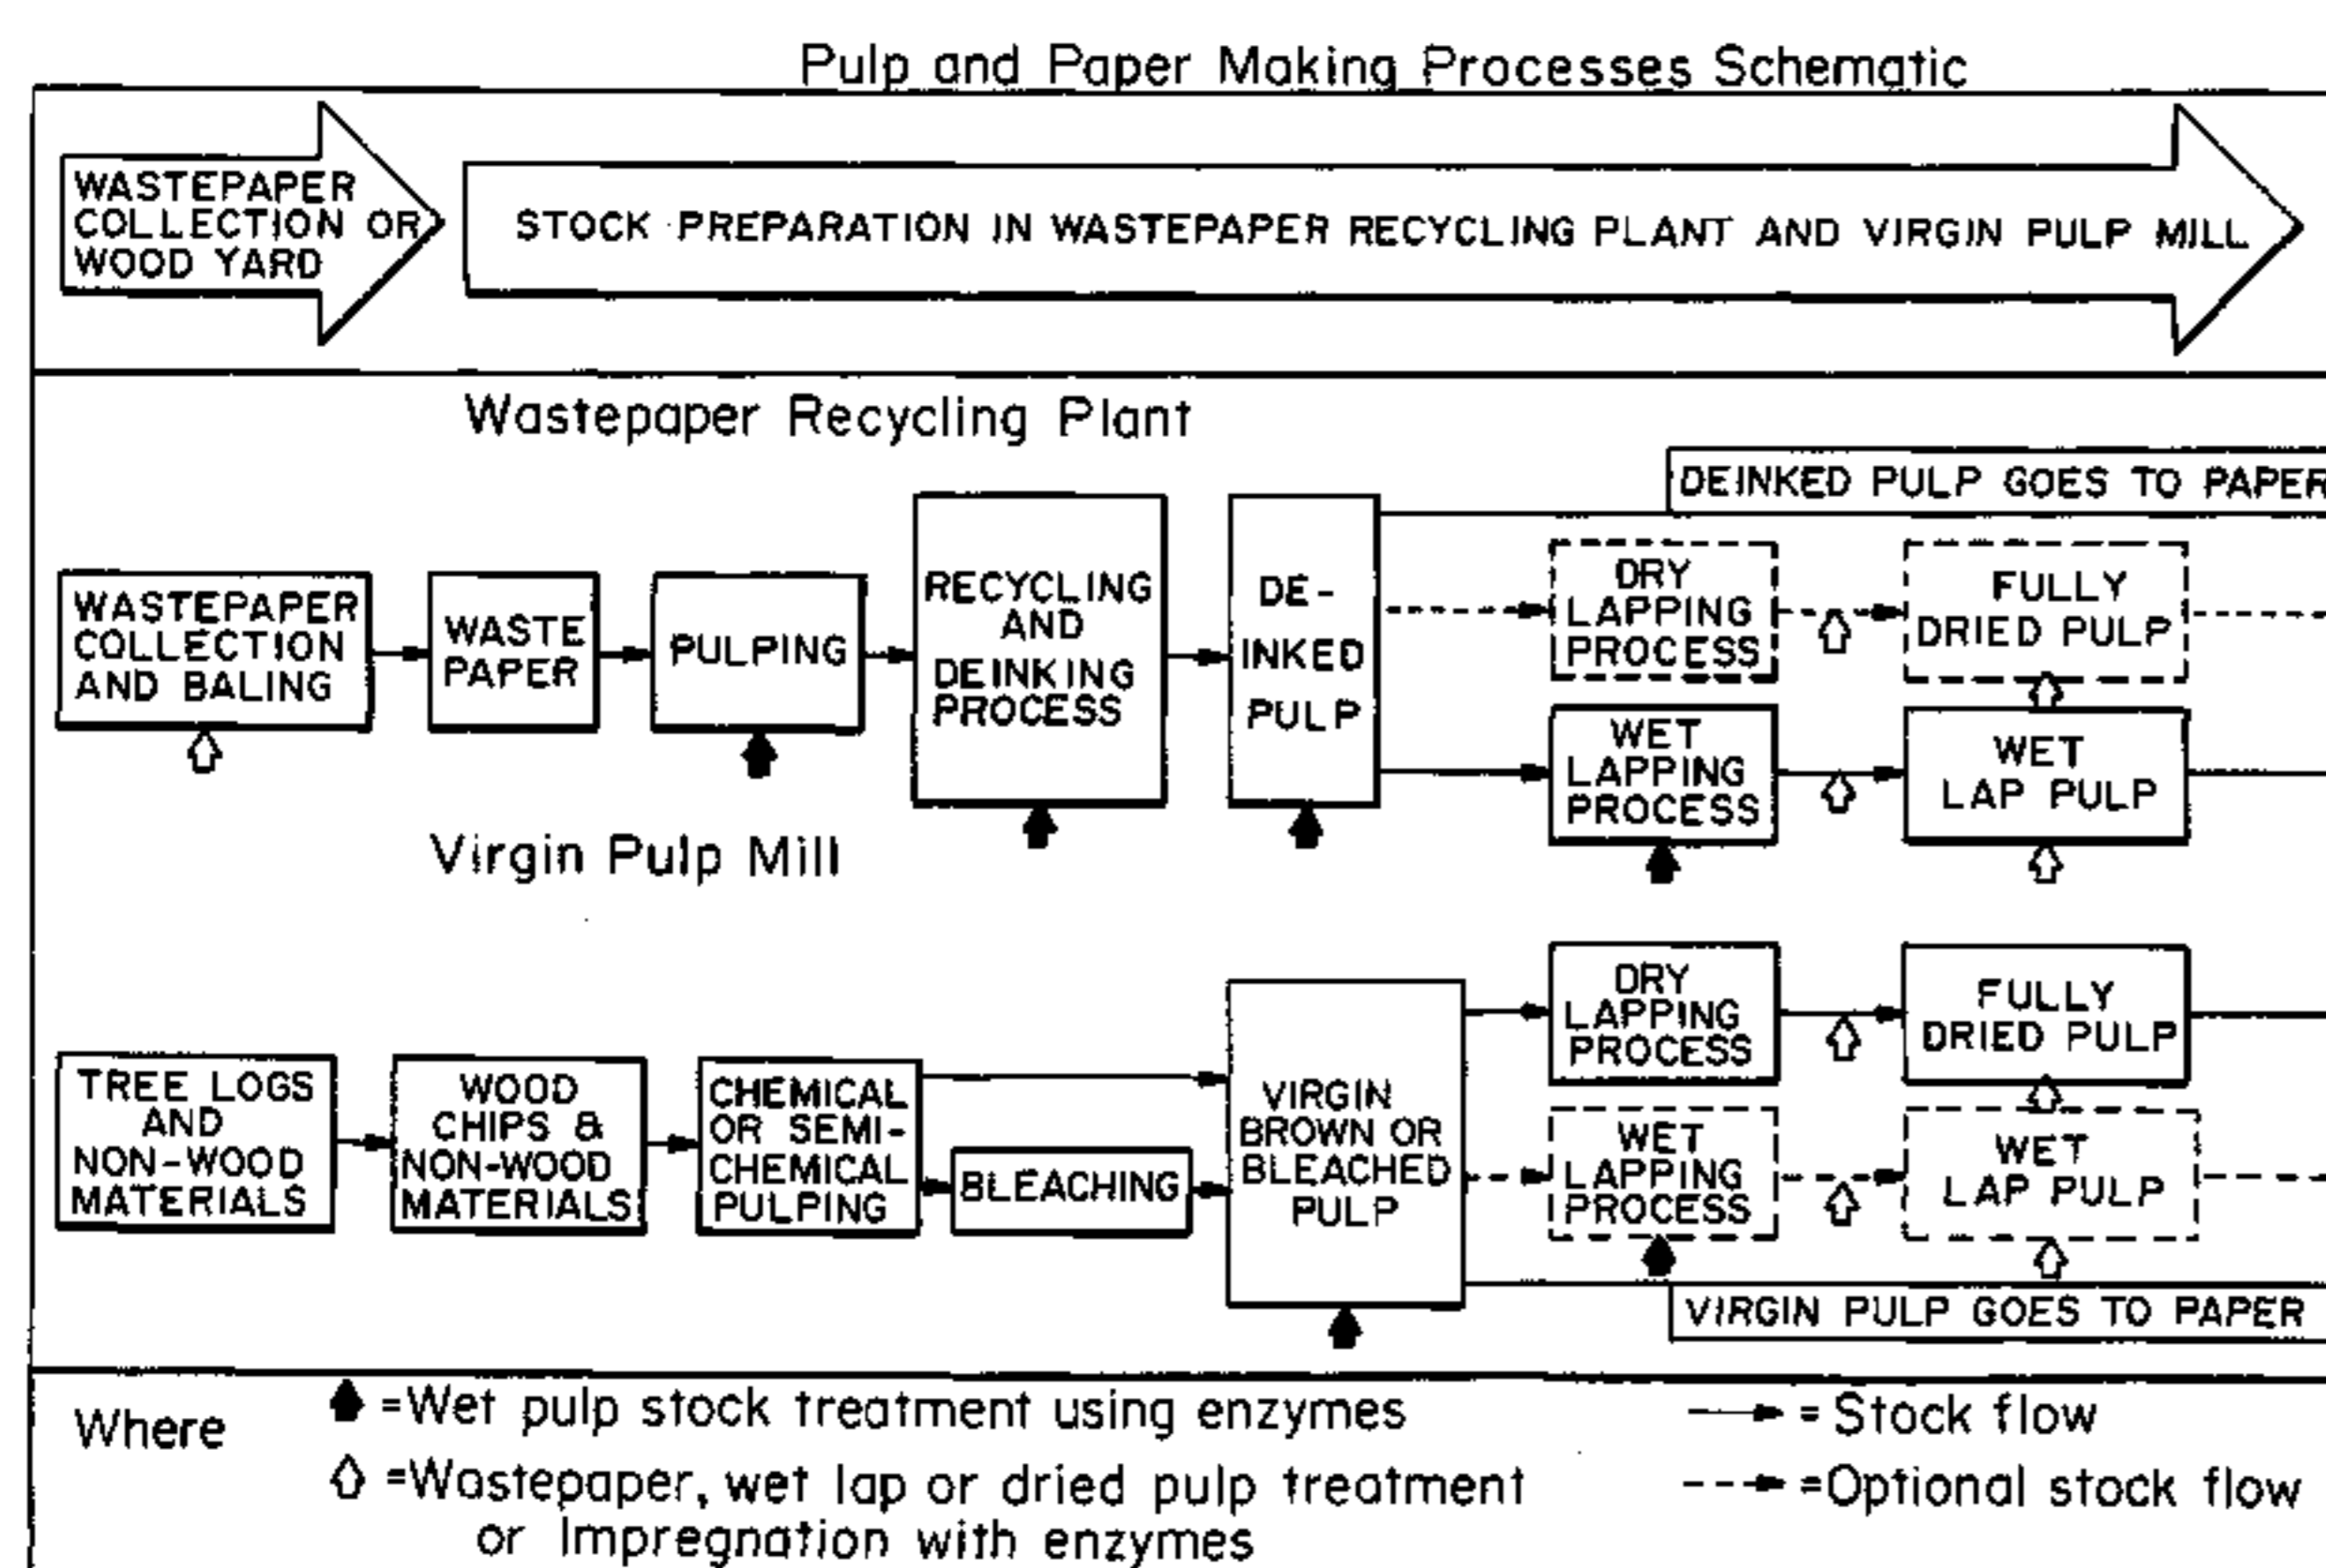 Pulp and Paper Making Processes Schematic
WASTEPAPER
COLLECTION OR
WOOD YARD
STOCK PREPARATION IN WASTEPAPER RECYCLING PLANT AND VIRGIN PULP MILL
Wastepaper Recycling Plant
DEINKED PULP GOES TO PAPER
WASTEPAPER
COLLECTION
AND BALING
WASTE
PAPER
PULPING
RECYCLING
AND
DEINKING
PROCESS
DE-
INKED
PULP
DRY
LAPPING
PROCESS
FULLY
DRIED PULP
WET
LAPPING
PROCESS
WET
LAP PULP
Virgin Pulp Mill
TREE LOGS
AND
NON-WOOD
MATERIALS
WOOD
CHIPS &
NON-WOOD
MATERIALS
CHEMICAL
OR SEMI-
CHEMICAL
PULPING
BLEACHING
VIRGIN
BROWN OR
BLEACHED
PULP
DRY
LAPPING
PROCESS
FULLY
DRIED PULP
WET
LAPPING
PROCESS
WET
LAP PULP
VIRGIN PULP GOES TO PAPER
Where
=Wet pulp stock treatment using enzymes
=Wastepaper, wet lap or dried pulp treatment
or Impregnation with enzymes
= Stock flow
=Optional stock flow